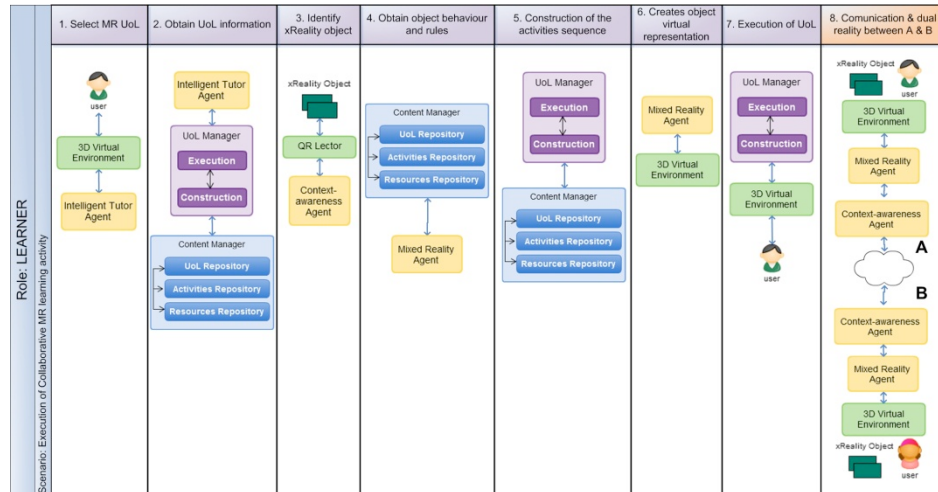 Role: LEARNER
Scenario: Execution of Collaborative MR learning activity
1. Select MR UoL
user
3D Virtual
Environment
Intelligent Tutor
Agent
2. Obtain UoL information
Intelligent Tutor
Agent
UoL Manager
Execution
Construction
Content Manager
UoL Repository
Activities Repository
Resources Repository
3. Identify
xReality object
xReality Object
QR Lector
Context-
awareness
Agent
4. Obtain object behaviour
and rules
Content Manager
UoL Repository
Activities Repository
Resources Repository
Mixed Reality
Agent
5. Construction of the
activities sequence
UoL Manager
Execution
Construction
Content Manager
UoL Repository
Activities Repository
Resources Repository
6. Creates object
virtual
representation
Mixed Reality
Agent
3D Virtual
Environment
7. Execution of UoL
UoL Manager
Execution
Construction
3D Virtual
Environment
user
8. Comunication & dual
reality between A & B
xReality Object
user
3D Virtual
Environment
Mixed Reality
Agent
Context-awareness
Agent
A
B
Context-awareness
Agent
Mixed Reality
Agent
3D Virtual
Environment
xReality Object
user